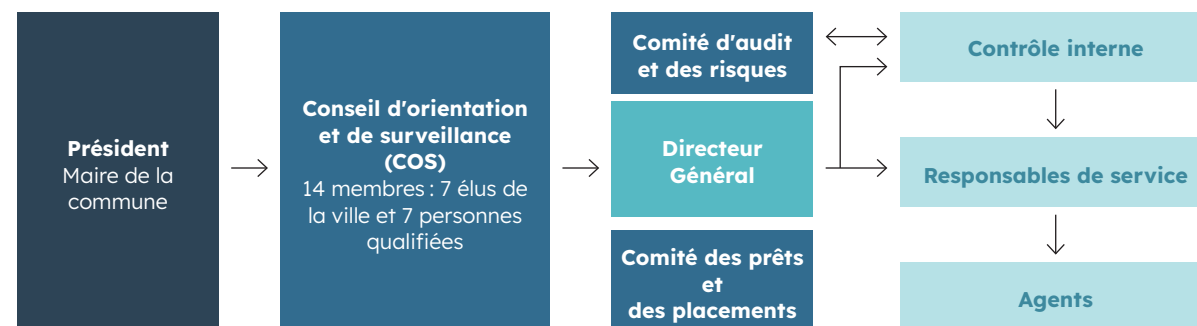 Président
Maire de la
commune
Conseil d'orientation
et de surveillance
(COS)
14 membres : 7 élus de
la ville et 7 personnes
qualifiées
Comité d'audit
et des risques
Directeur
Général
Comité des prêts
et
des placements
Contrôle interne
Responsables de service
Agents